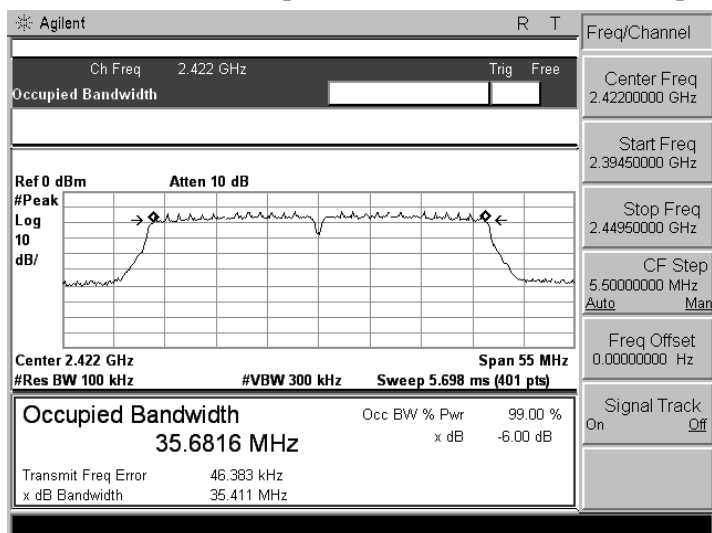 Agilent R T
Ch Freq 2.422 GHz Trig Free
Occupied Bandwidth
Ref 0 dBm Atten 10 dB
#Peak
Log
10
dB/
Center 2.422 GHz Span 55 MHz
#Res BW 100 kHz #VBW 300 kHz Sweep 5.698 ms (401 pts)
Occupied Bandwidth Occ BW % Pwr 99.00 %
35.6816 MHz x dB -6.00 dB
Transmit Freq Error 46.383 kHz
x dB Bandwidth 35.411 MHz
Freq/Channel
Center Freq
2.42200000 GHz
Start Freq
2.39450000 GHz
Stop Freq
2.44950000 GHz
CF Step
5.50000000 MHz
Auto Man
Freq Offset
0.00000000 Hz
Signal Track
On Off